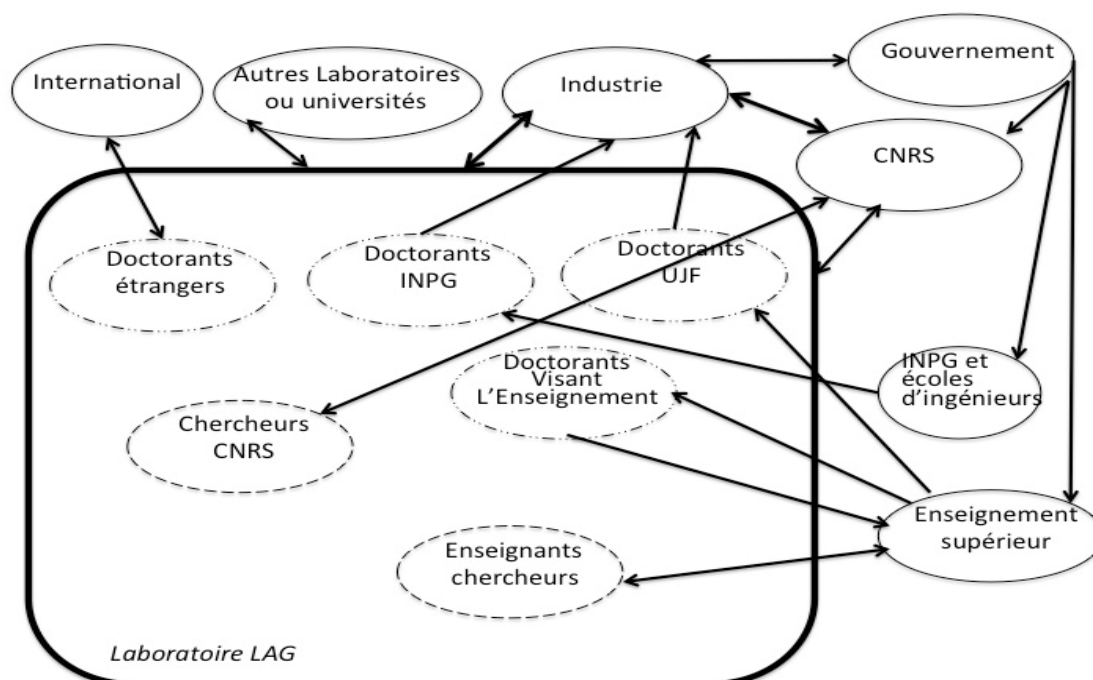 International
Autres Laboratoires
ou universités
Industrie
Gouvernement
CNRS
Doctorants
étrangers
Doctorants
INPG
Doctorants
UJF
Doctorants
Visant
L'Enseignement
INPG et
écoles
d'ingénieurs
Chercheurs
CNRS
Enseignement
supérieur
Enseignants
chercheurs
Laboratoire LAG